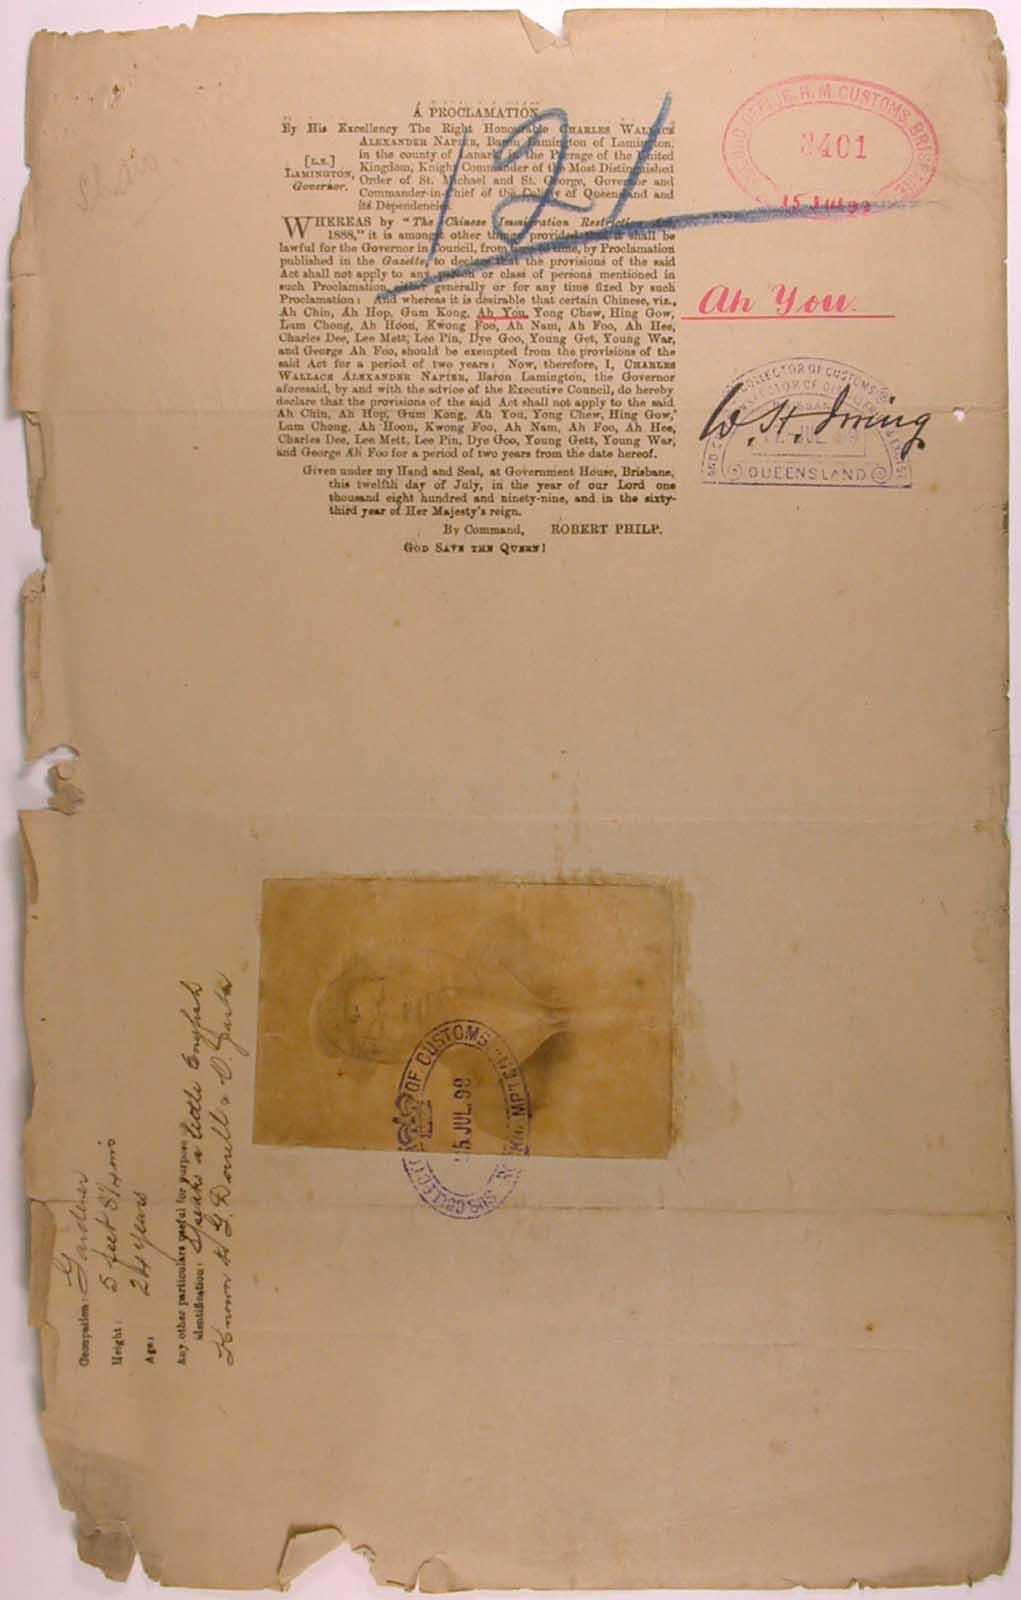 A PROCLAMATION
By His Excellency The Right Honourable CHARLES WALLACE
ALEXANDER NAPIER, Baron Lamington of Lamington,
in the county of Lanark, in the Peerage of the United
Kingdom, Knight Commander of the Most Distinguished
Order of St. Michael and St. George, Governor and
Commander-in-Chief of the Colony of Queensland and
its Dependencies.
[L.S.]
LAMINGTON,
Governor.
WHEREAS by "The Chinese Immigration Restriction Act,
1888," it is amongst other things provided that it shall be
lawful for the Governor in Council, from time to time, by Proclamation
published in the Gazette, to declare that the provisions of the said
Act shall not apply to any person or class of persons mentioned in
such Proclamation, either generally or for any time fixed by such
Proclamation: And whereas it is desirable that certain Chinese, viz.,
Ah Chin, Ah Hop, Gum Kong, Ah You, Yong Chew, Hing Gow,
Lum Chong, Ah Hoon, Kwong Foo, Ah Nam, Ah Foo, Ah Hee,
Charles Dee, Lee Mett, Lee Pin, Dye Goo, Young Get, Young War,
and George Ah Foo, should be exempted from the provisions of the
said Act for a period of two years: Now, therefore, I, CHARLES
WALLACE ALEXANDER NAPIER, Baron Lamington, the Governor
aforesaid, by and with the advice of the Executive Council, do hereby
declare that the provisions of the said Act shall not apply to the said
Ah Chin, Ah Hop, Gum Kong, Ah You, Yong Chew, Hing Gow,
Lum Chong, Ah Hoon, Kwong Foo, Ah Nam, Ah Foo, Ah Hee,
Charles Dee, Lee Mett, Lee Pin, Dye Goo, Young Gett, Young War,
and George Ah Foo for a period of two years from the date hereof.
Given under my Hand and Seal, at Government House, Brisbane,
this twelfth day of July, in the year of our Lord one
thousand eight hundred and ninety-nine, and in the sixty-
third year of Her Majesty's reign.
By Command, ROBERT PHILP.
GOD SAVE THE QUEEN!
121
OFFICE, H.M. CUSTOMS, BRISBANE
2401
15 JUL 99
Ah You.
COLLECTOR OF CUSTOMS
QUEENSLAND
W. H. Irving
OF CUSTOMS
15 JUL. 99
SUB-COLLECTOR
Occupation: Gardener
Height: 5 feet 8 1/4 ins
Age: 24 years
Any other particulars useful for purpose of
identification: Speaks a little English
Known to G. &